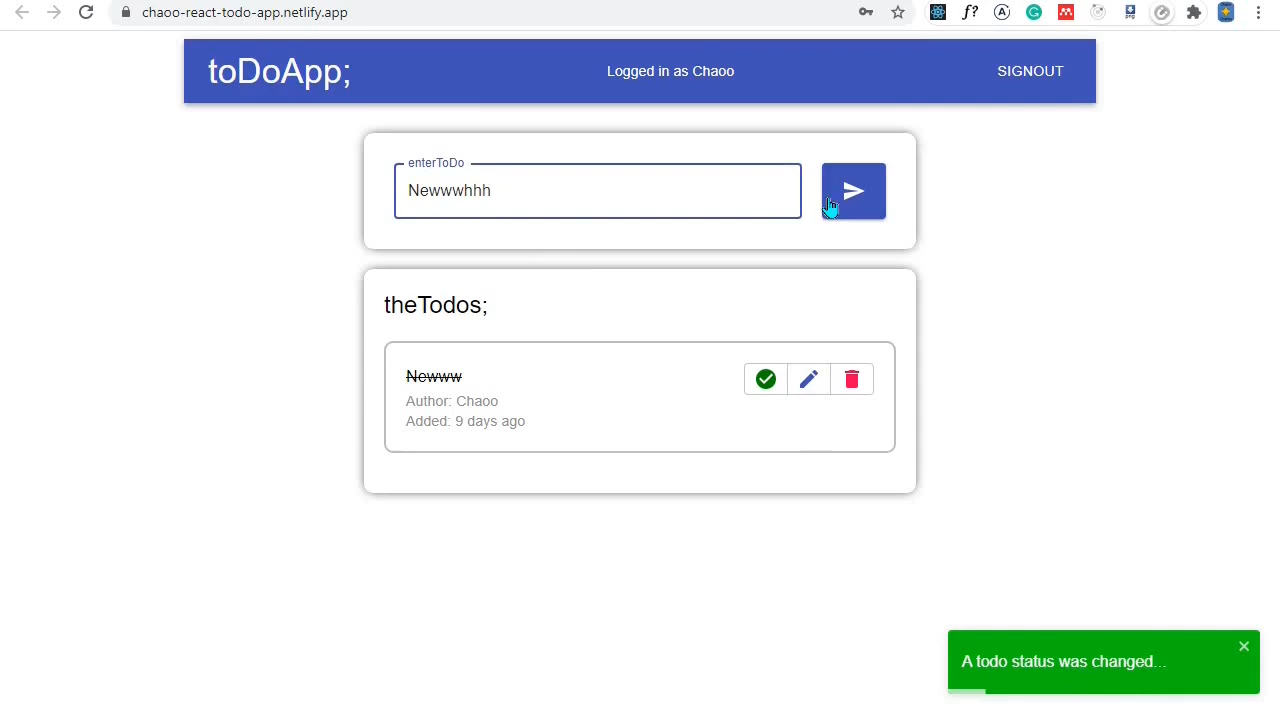 chaoo-react-todo-app.netlify.app
f?
A
toDoApp;
Logged in as Chaoo
SIGNOUT
enterToDo
Newwwhhh
theTodos;
Newww
Author: Chaoo
Added: 9 days ago
A todo status was changed...